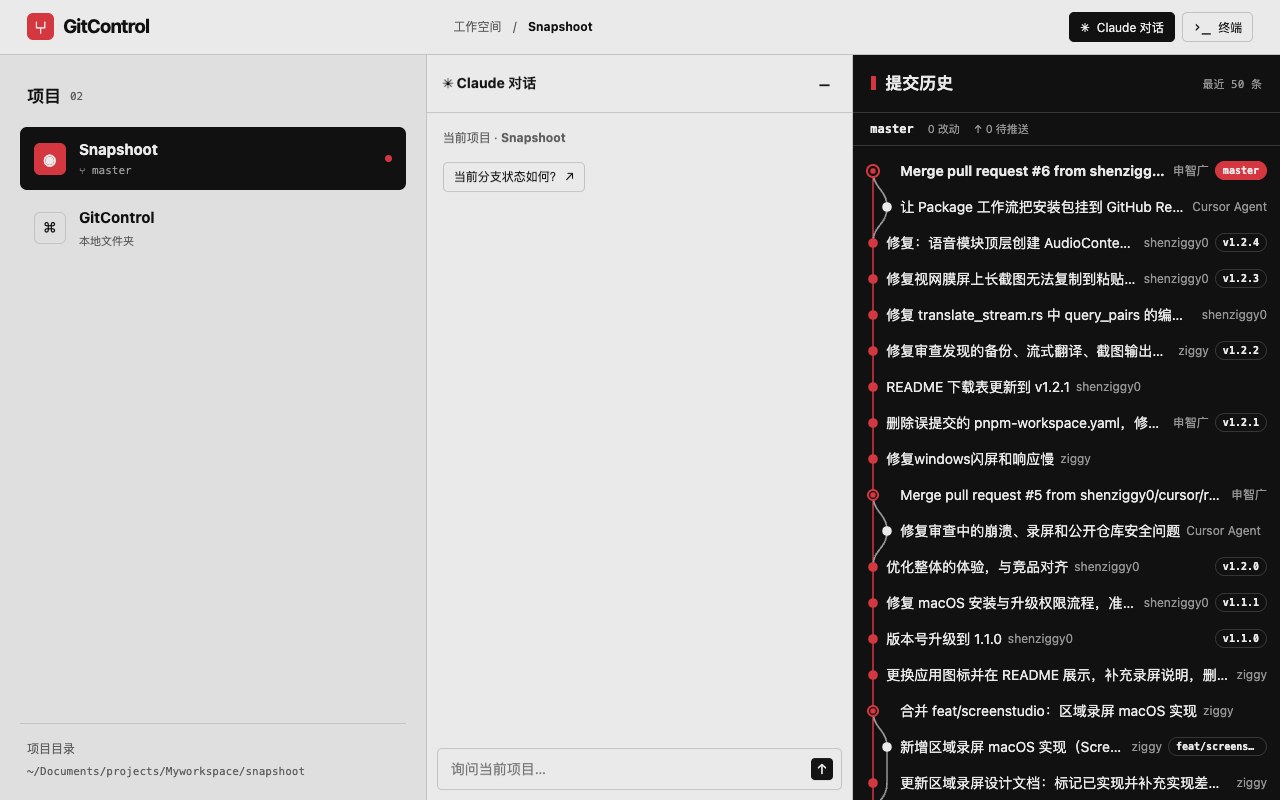 GitControl
工作空间 / Snapshoot
Claude 对话
>_ 终端
项目 02
Snapshoot
master
GitControl
本地文件夹
项目目录
~/Documents/projects/Myworkspace/snapshoot
Claude 对话
当前项目 · Snapshoot
当前分支状态如何? ↗
询问当前项目...
提交历史 最近 50 条
master 0 改动 ↑ 0 待推送
Merge pull request #6 from shenzigg... 申智广 master
让 Package 工作流把安装包挂到 GitHub Re... Cursor Agent
修复：语音模块顶层创建 AudioConte... shenziggy0 v1.2.4
修复视网膜屏上长截图无法复制到粘贴... shenziggy0 v1.2.3
修复 translate_stream.rs 中 query_pairs 的编... shenziggy0
修复审查发现的备份、流式翻译、截图输出... ziggy v1.2.2
README 下载表更新到 v1.2.1 shenziggy0
删除误提交的 pnpm-workspace.yaml，修... 申智广 v1.2.1
修复windows闪屏和响应慢 ziggy
Merge pull request #5 from shenziggy0/cursor/r... 申智广
修复审查中的崩溃、录屏和公开仓库安全问题 Cursor Agent
优化整体的体验，与竞品对齐 shenziggy0 v1.2.0
修复 macOS 安装与升级权限流程，准... shenziggy0 v1.1.1
版本号升级到 1.1.0 shenziggy0 v1.1.0
更换应用图标并在 README 展示，补充录屏说明，删... ziggy
合并 feat/screenstudio：区域录屏 macOS 实现 ziggy
新增区域录屏 macOS 实现（Scre... ziggy feat/screens…
更新区域录屏设计文档：标记已实现并补充实现差... ziggy